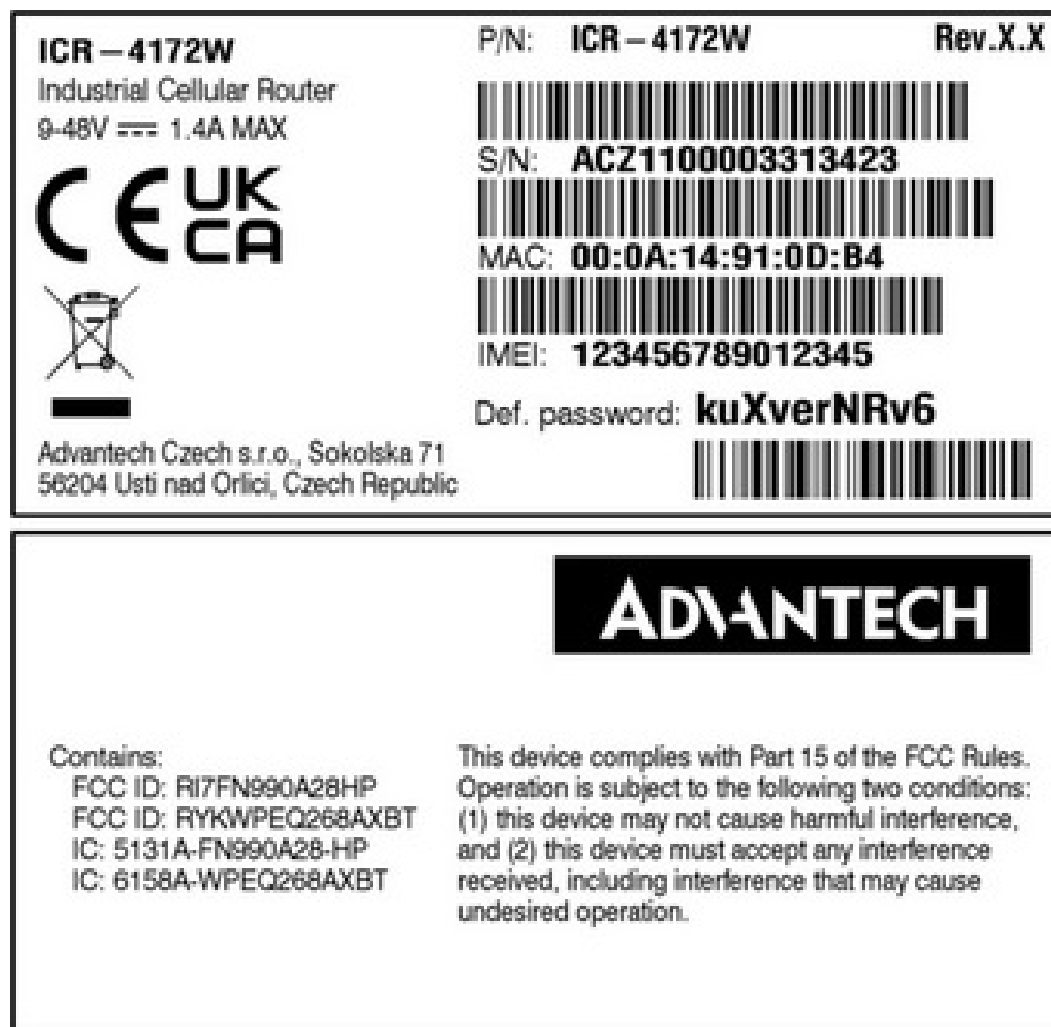 ICR – 4172W
Industrial Cellular Router
9-48V 1.4A MAX
CE UK CA
Advantech Czech s.r.o., Sokolska 71
56204 Usti nad Orlici, Czech Republic
P/N: ICR – 4172W Rev.X.X
S/N: ACZ1100003313423
MAC: 00:0A:14:91:0D:B4
IMEI: 123456789012345
Def. password: kuXverNRv6
ADVANTECH
Contains:
FCC ID: RI7FN990A28HP
FCC ID: RYKWPEQ268AXBT
IC: 5131A-FN990A28-HP
IC: 6158A-WPEQ268AXBT
This device complies with Part 15 of the FCC Rules.
Operation is subject to the following two conditions:
(1) this device may not cause harmful interference,
and (2) this device must accept any interference
received, including interference that may cause
undesired operation.